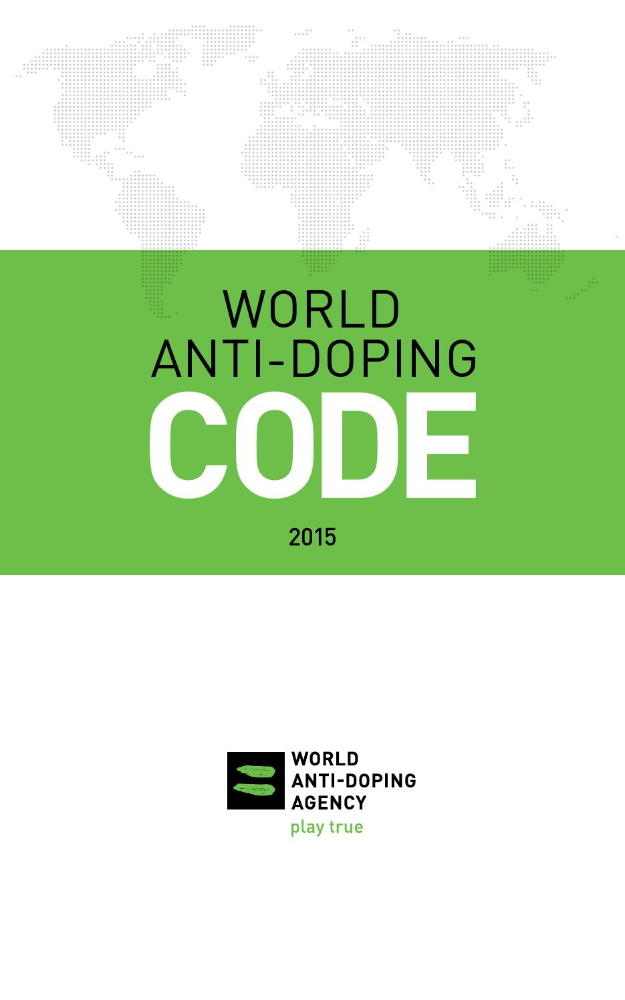 WORLD
ANTI-DOPING
CODE
2015
WORLD
ANTI-DOPING
AGENCY
play true